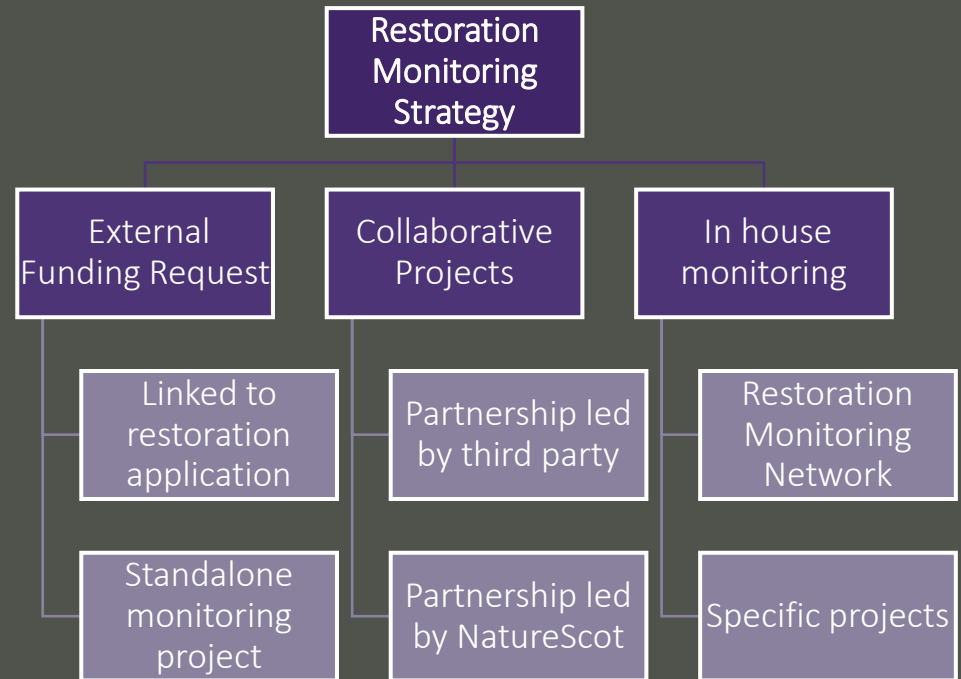 Restoration
Monitoring
Strategy
External
Funding Request
Collaborative
Projects
In house
monitoring
Linked to
restoration
application
Partnership led
by third party
Restoration
Monitoring
Network
Standalone
monitoring
project
Partnership led
by NatureScot
Specific projects